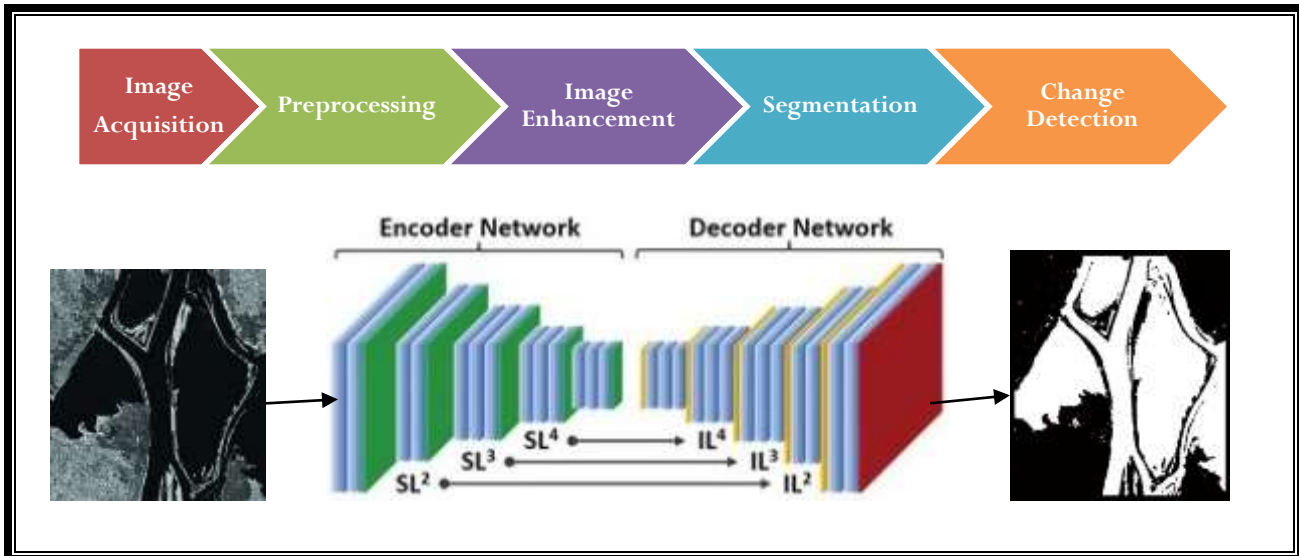 Image
Acquisition
Preprocessing
Image
Enhancement
Segmentation
Change
Detection
Encoder Network
Decoder Network
SL⁴
IL⁴
SL³
IL³
SL²
IL²